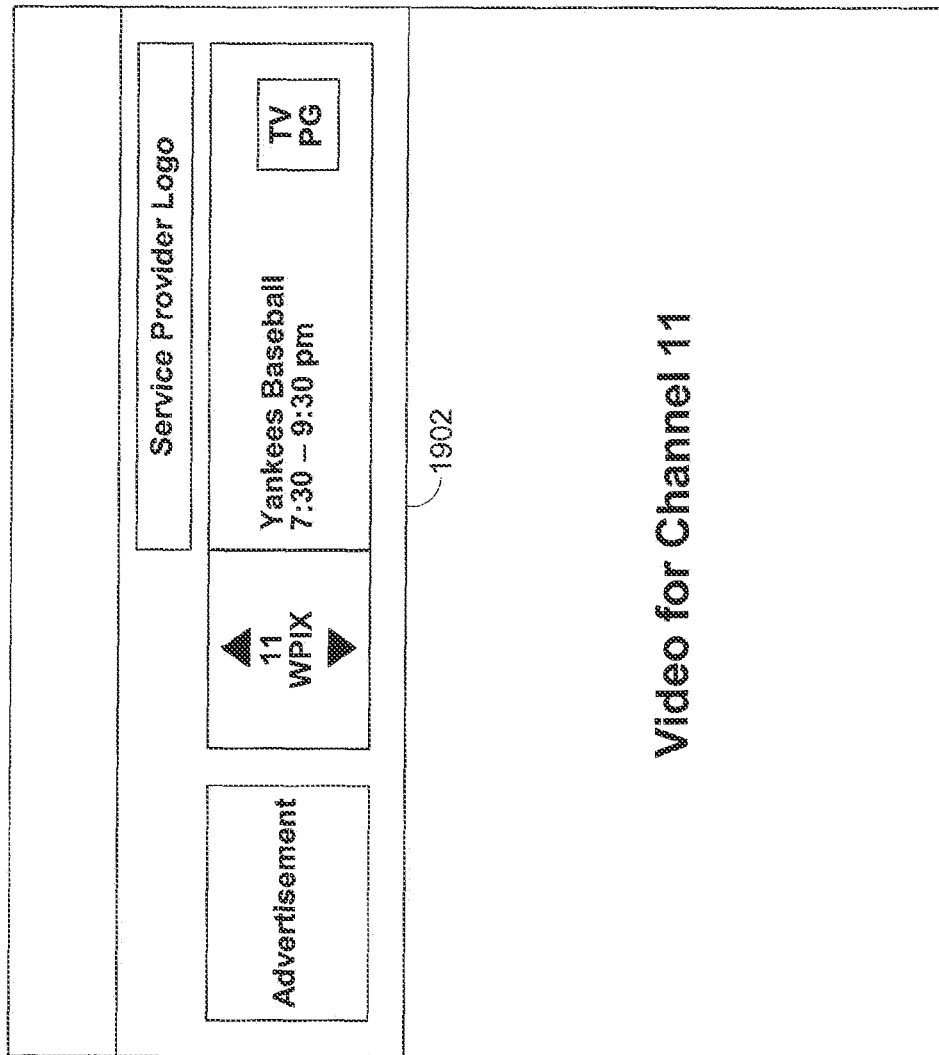 Service Provider Logo
Advertisement
11
WPIX
Yankees Baseball
7:30 – 9:30 pm
TV
PG
1902
Video for Channel 11